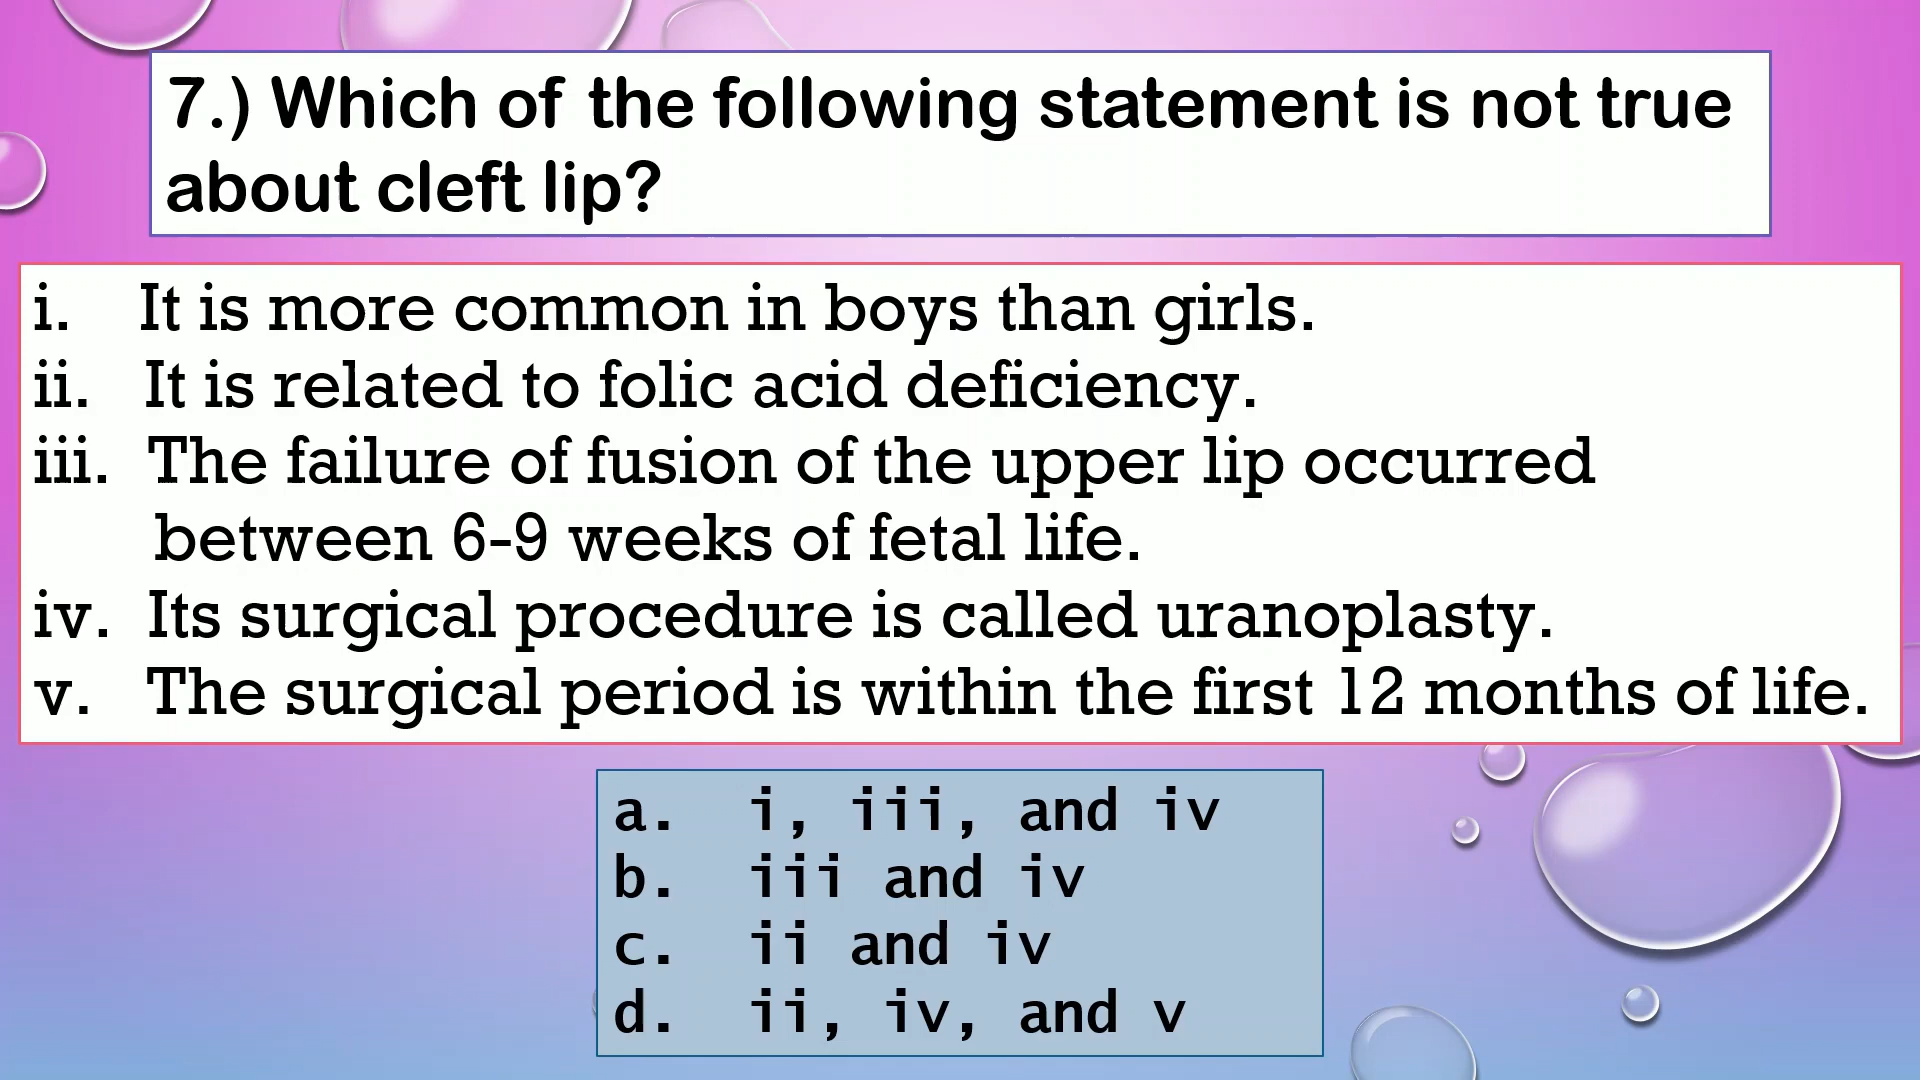 7.) Which of the following statement is not true
about cleft lip?
i. It is more common in boys than girls.
ii. It is related to folic acid deficiency.
iii. The failure of fusion of the upper lip occurred
between 6-9 weeks of fetal life.
iv. Its surgical procedure is called uranoplasty.
v. The surgical period is within the first 12 months of life.
a. i, iii, and iv
b. iii and iv
c. ii and iv
d. ii, iv, and v